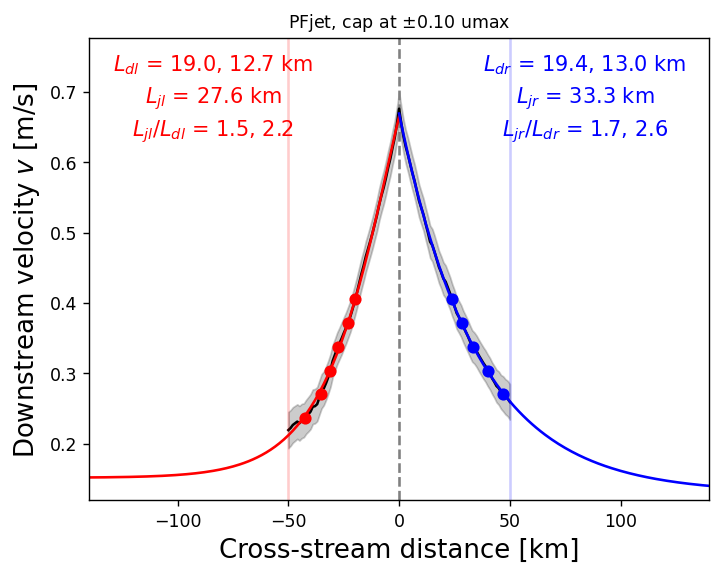 PFjet, cap at ±0.10 umax
L_dl = 19.0, 12.7 km
L_jl = 27.6 km
L_jl/L_dl = 1.5, 2.2
L_dr = 19.4, 13.0 km
L_jr = 33.3 km
L_jr/L_dr = 1.7, 2.6
Downstream velocity v [m/s]
0.7
0.6
0.5
0.4
0.3
0.2
−100
−50
0
50
100
Cross-stream distance [km]